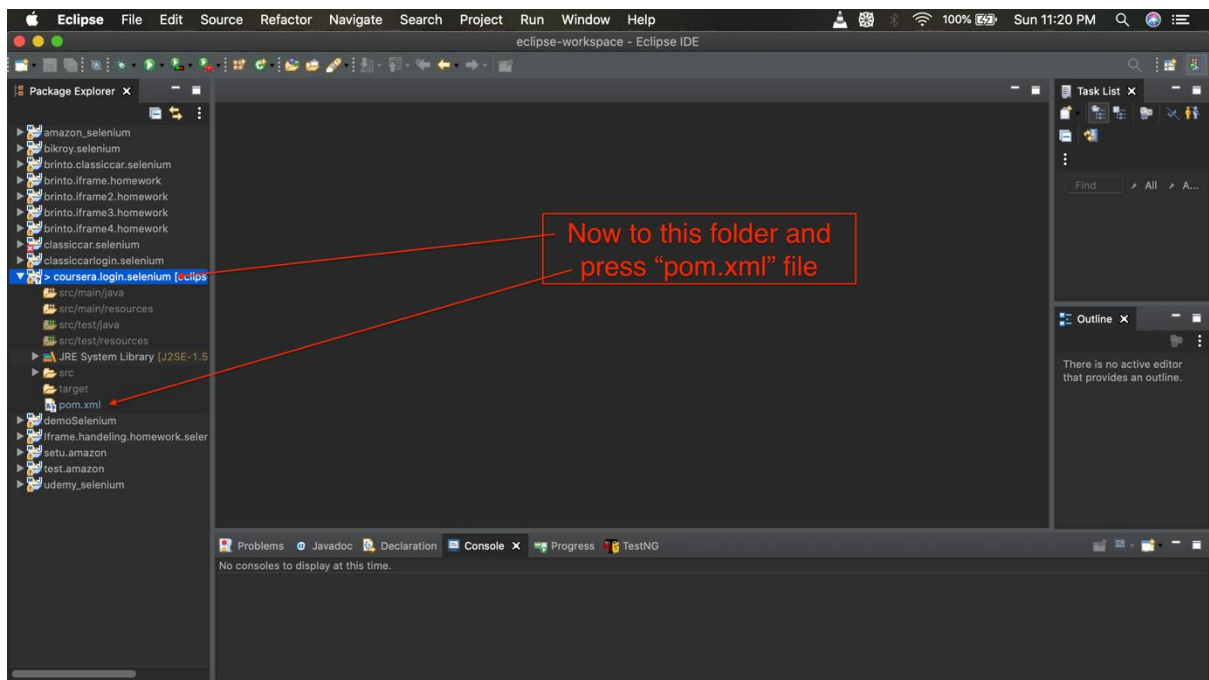 Eclipse File Edit Source Refactor Navigate Search Project Run Window Help 100% Sun 11:20 PM
eclipse-workspace - Eclipse IDE
Package Explorer
Task List
amazon_selenium
bikroy.selenium
brinto.classiccar.selenium
brinto.iframe.homework
brinto.iframe2.homework
brinto.iframe3.homework
brinto.iframe4.homework
classiccar.selenium
classiccarlogin.selenium
> coursera.login.selenium [eclips
src/main/java
src/main/resources
src/test/java
src/test/resources
JRE System Library [J2SE-1.5
src
target
pom.xml
demoSelenium
Iframe.handeling.homework.seler
setu.amazon
test.amazon
udemy_selenium
Now to this folder and
press “pom.xml” file
Find All A...
Outline
There is no active editor
that provides an outline.
Problems Javadoc Declaration Console Progress TestNG
No consoles to display at this time.